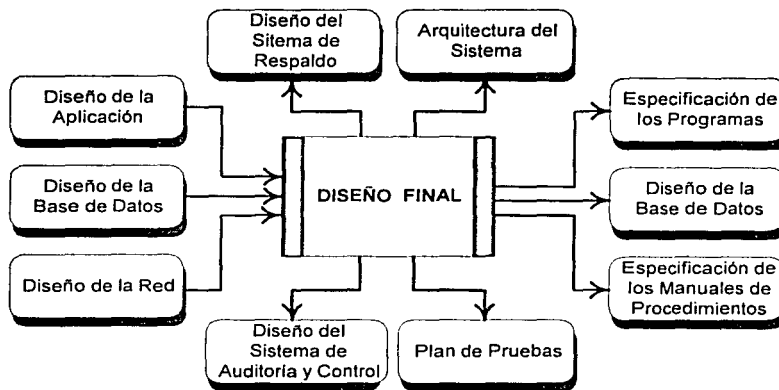 Diseño del
Sitema de
Respaldo
Arquitectura del
Sistema
Diseño de la
Aplicación
Diseño de la
Base de Datos
Diseño de la Red
DISEÑO FINAL
Especificación de
los Programas
Diseño de la
Base de Datos
Especificación de
los Manuales de
Procedimientos
Diseño del
Sistema de
Auditoría y Control
Plan de Pruebas